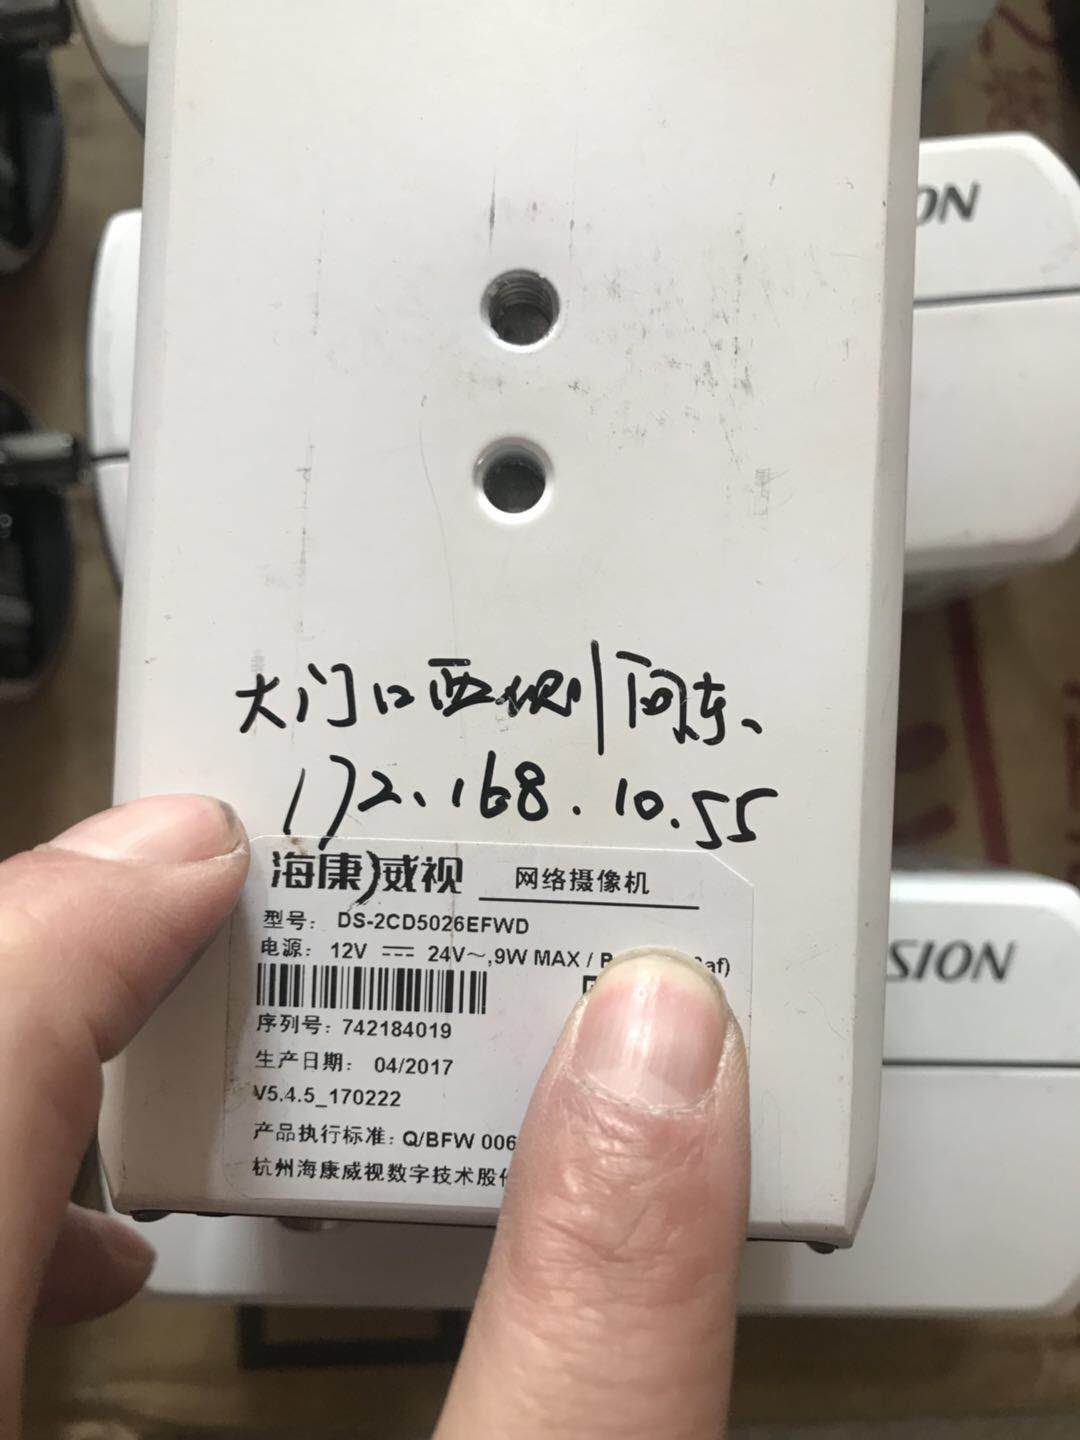 ON
大门口西侧向东、
172.168.10.55
海康威视 网络摄像机
型号： DS-2CD5026EFWD
电源： 12V ⎓ 24V~,9W MAX / P af)
序列号：742184019
生产日期： 04/2017
V5.4.5_170222
产品执行标准：Q/BFW 006
杭州海康威视数字技术股
SION